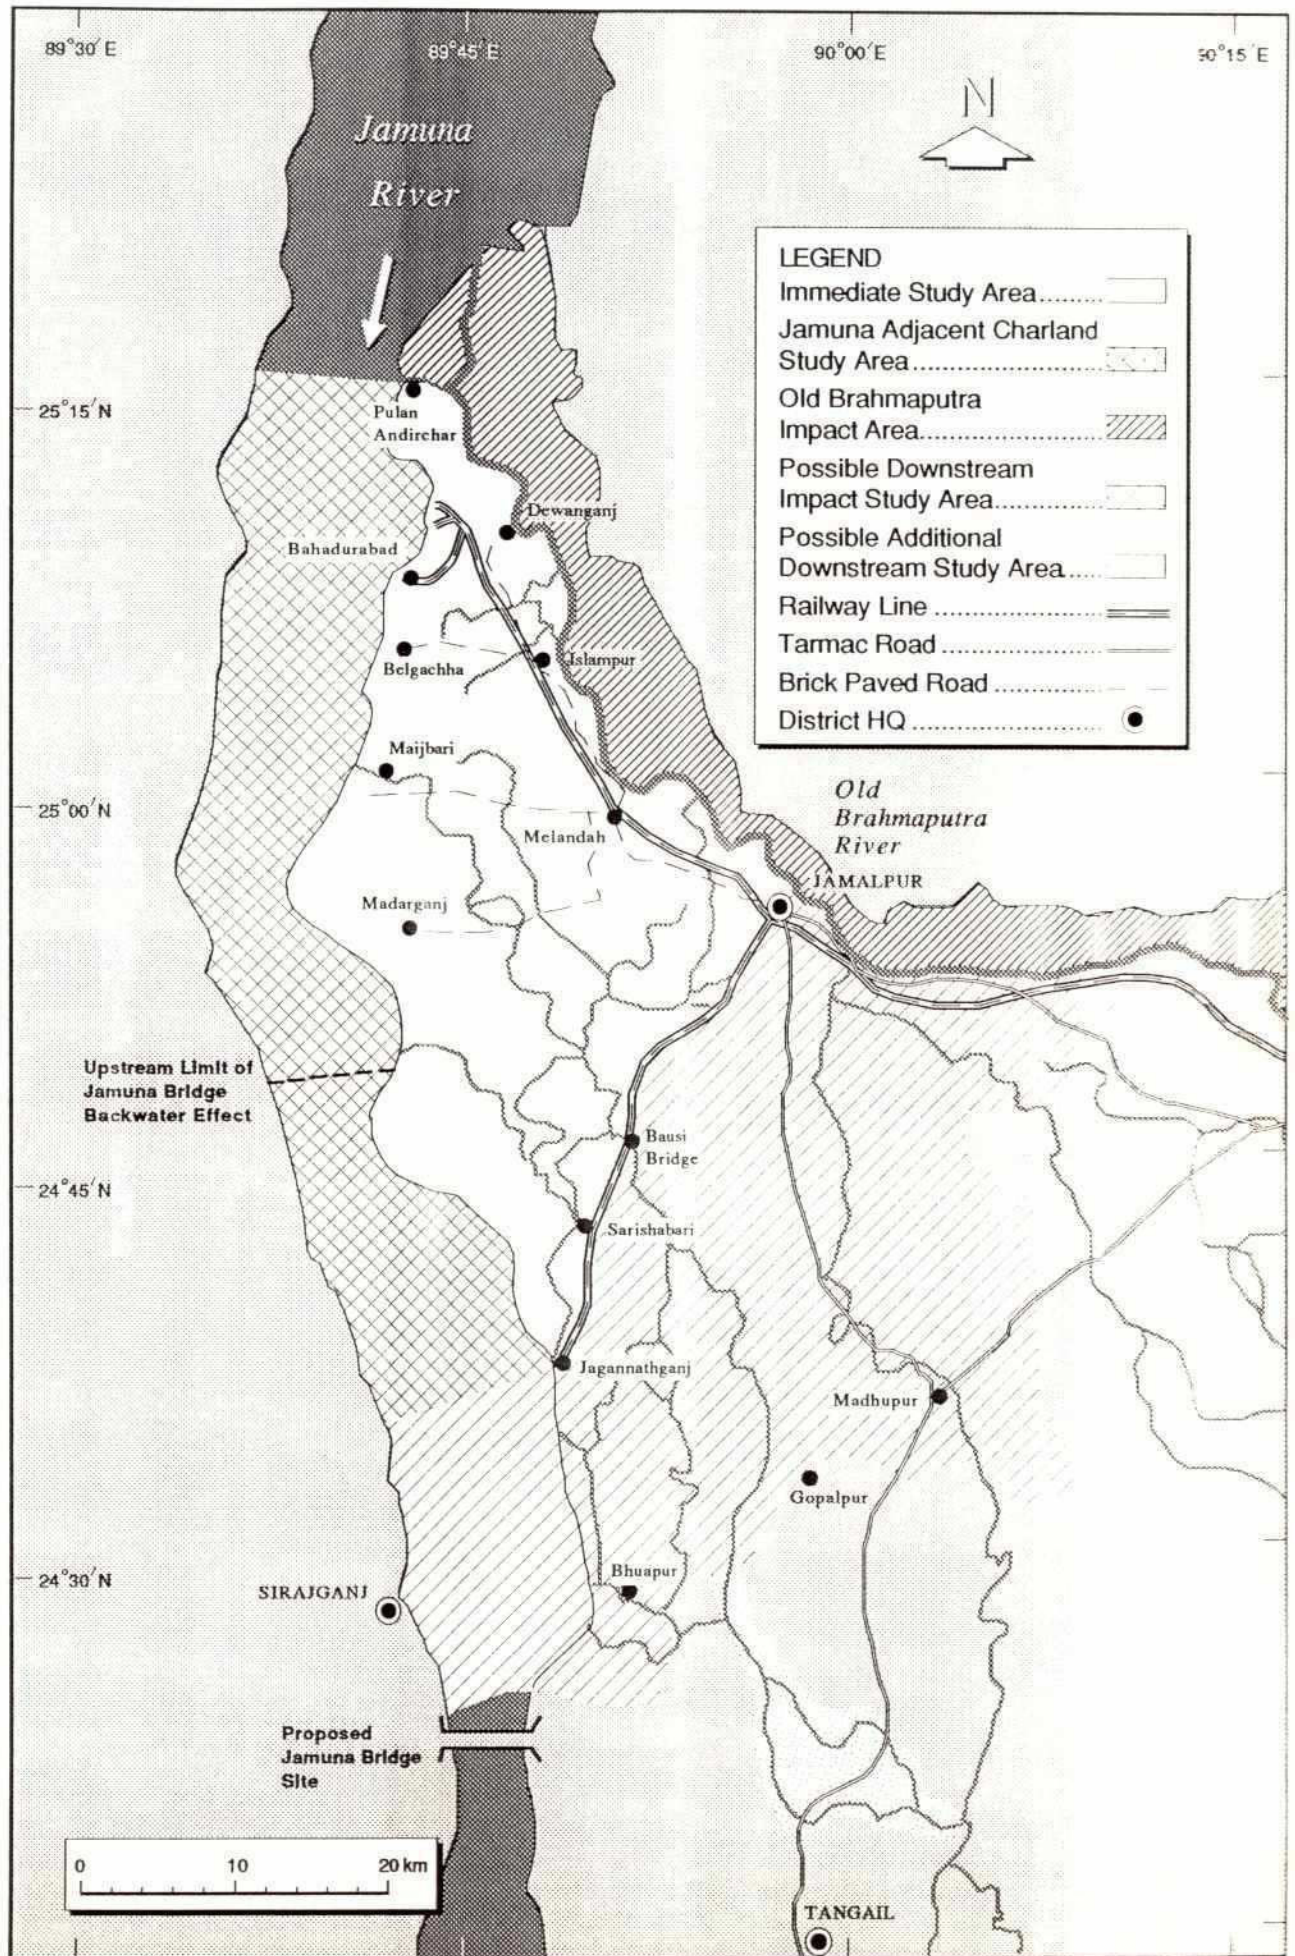 89°30′E
89°45′E
90°00′E
90°15′E
N
Jamuna
River
LEGEND
Immediate Study Area.........
Jamuna Adjacent Charland
Study Area.........................
Old Brahmaputra
Impact Area........................
Possible Downstream
Impact Study Area..............
Possible Additional
Downstream Study Area.....
Railway Line .......................
Tarmac Road .....................
Brick Paved Road ..............
District HQ .........................
25°15′N
Pulan
Andirchar
Dewanganj
Bahadurabad
Belgachha
Islampur
Maijbari
25°00′N
Melandah
Old
Brahmaputra
River
JAMALPUR
Madarganj
Upstream Limit of
Jamuna Bridge
Backwater Effect
Bausi
Bridge
24°45′N
Sarishabari
Jagannathganj
Madhupur
Gopalpur
24°30′N
Bhuapur
SIRAJGANJ
Proposed
Jamuna Bridge
Site
0 10 20 km
TANGAIL